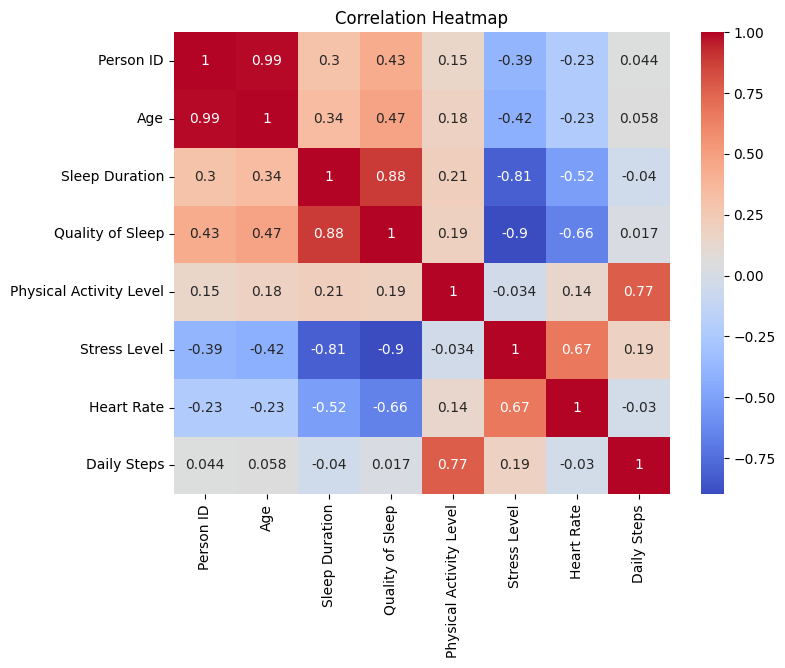 Correlation Heatmap
Person ID 1 0.99 0.3 0.43 0.15 -0.39 -0.23 0.044
Age 0.99 1 0.34 0.47 0.18 -0.42 -0.23 0.058
Sleep Duration 0.3 0.34 1 0.88 0.21 -0.81 -0.52 -0.04
Quality of Sleep 0.43 0.47 0.88 1 0.19 -0.9 -0.66 0.017
Physical Activity Level 0.15 0.18 0.21 0.19 1 -0.034 0.14 0.77
Stress Level -0.39 -0.42 -0.81 -0.9 -0.034 1 0.67 0.19
Heart Rate -0.23 -0.23 -0.52 -0.66 0.14 0.67 1 -0.03
Daily Steps 0.044 0.058 -0.04 0.017 0.77 0.19 -0.03 1
Person ID
Age
Sleep Duration
Quality of Sleep
Physical Activity Level
Stress Level
Heart Rate
Daily Steps
1.00
0.75
0.50
0.25
0.00
−0.25
−0.50
−0.75